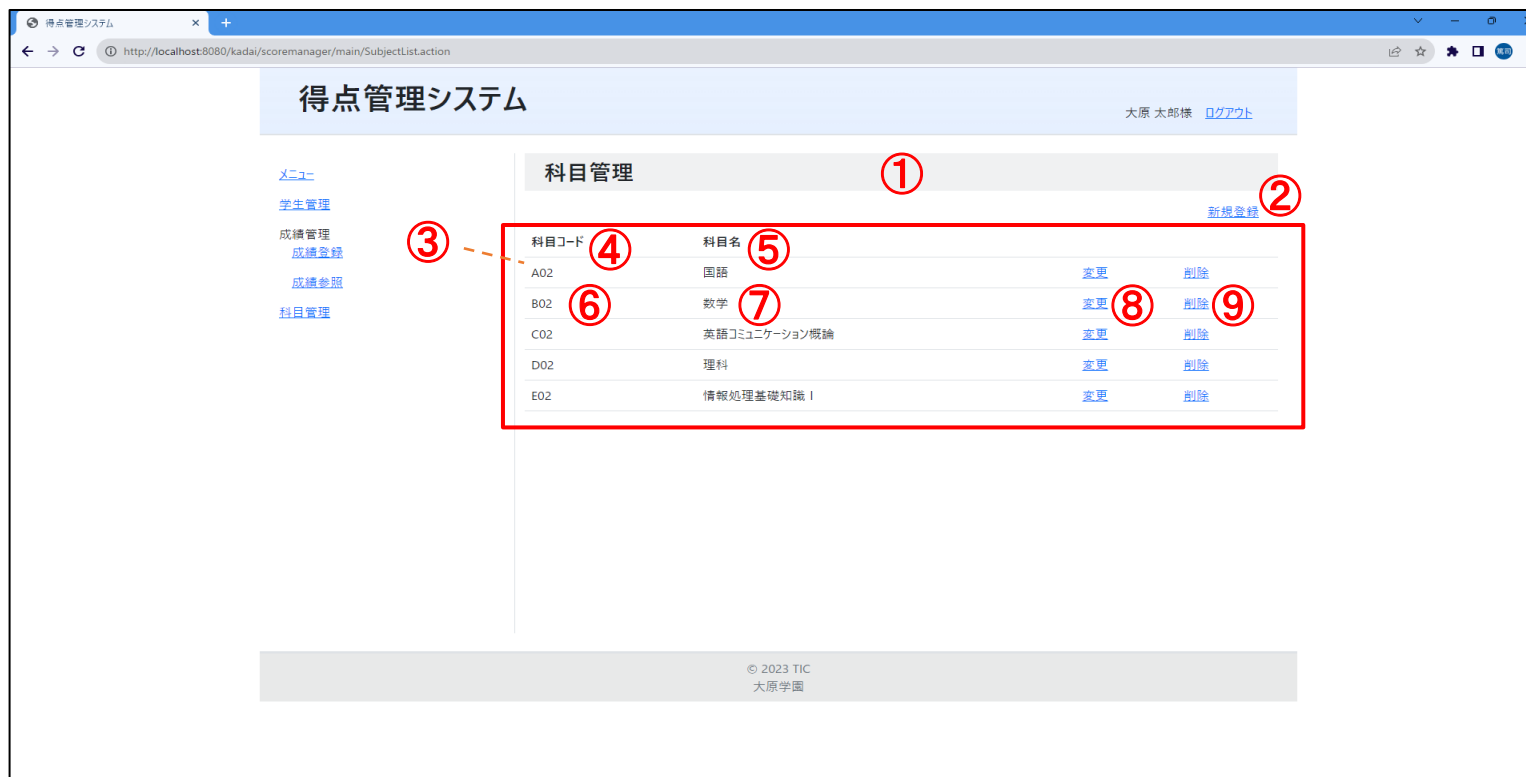 得点管理システム
http://localhost:8080/kadai/scoremanager/main/SubjectList.action
篤司
得点管理システム
大原 太郎様 ログアウト
メニュー
学生管理
成績管理
成績登録
成績参照
科目管理
科目管理 ①
新規登録 ②
③
科目コード ④ 科目名 ⑤
A02 国語 変更 削除
B02 ⑥ 数学 ⑦ 変更 ⑧ 削除 ⑨
C02 英語コミュニケーション概論 変更 削除
D02 理科 変更 削除
E02 情報処理基礎知識Ⅰ 変更 削除
© 2023 TIC
大原学園